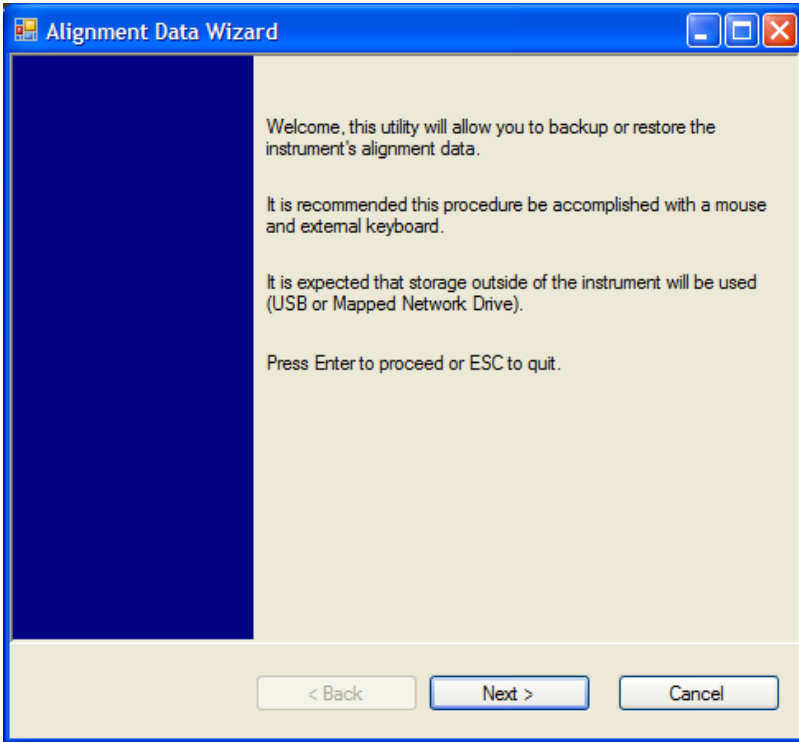 Alignment Data Wizard
Welcome, this utility will allow you to backup or restore the
instrument's alignment data.
It is recommended this procedure be accomplished with a mouse
and external keyboard.
It is expected that storage outside of the instrument will be used
(USB or Mapped Network Drive).
Press Enter to proceed or ESC to quit.
< Back
Next >
Cancel